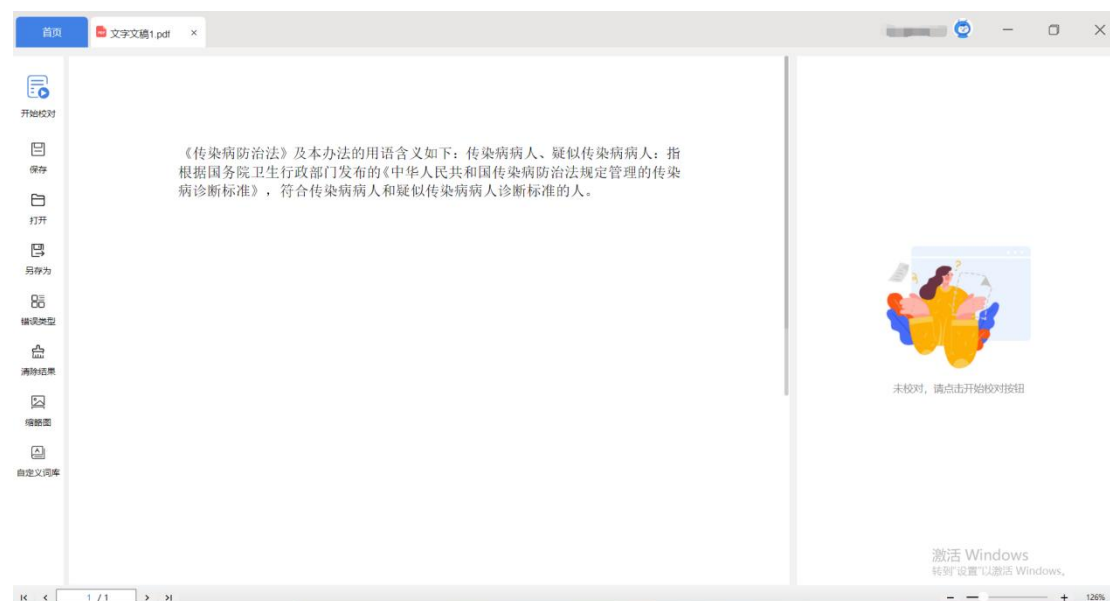 首页
文字文稿1.pdf ×
开始校对
保存
打开
另存为
错误类型
清除结果
缩略图
自定义词库
《传染病防治法》及本办法的用语含义如下：传染病病人、疑似传染病病人：指
根据国务院卫生行政部门发布的《中华人民共和国传染病防治法规定管理的传染
病诊断标准》，符合传染病病人和疑似传染病病人诊断标准的人。
未校对，请点击开始校对按钮
激活 Windows
转到"设置"以激活 Windows。
1 / 1
126%